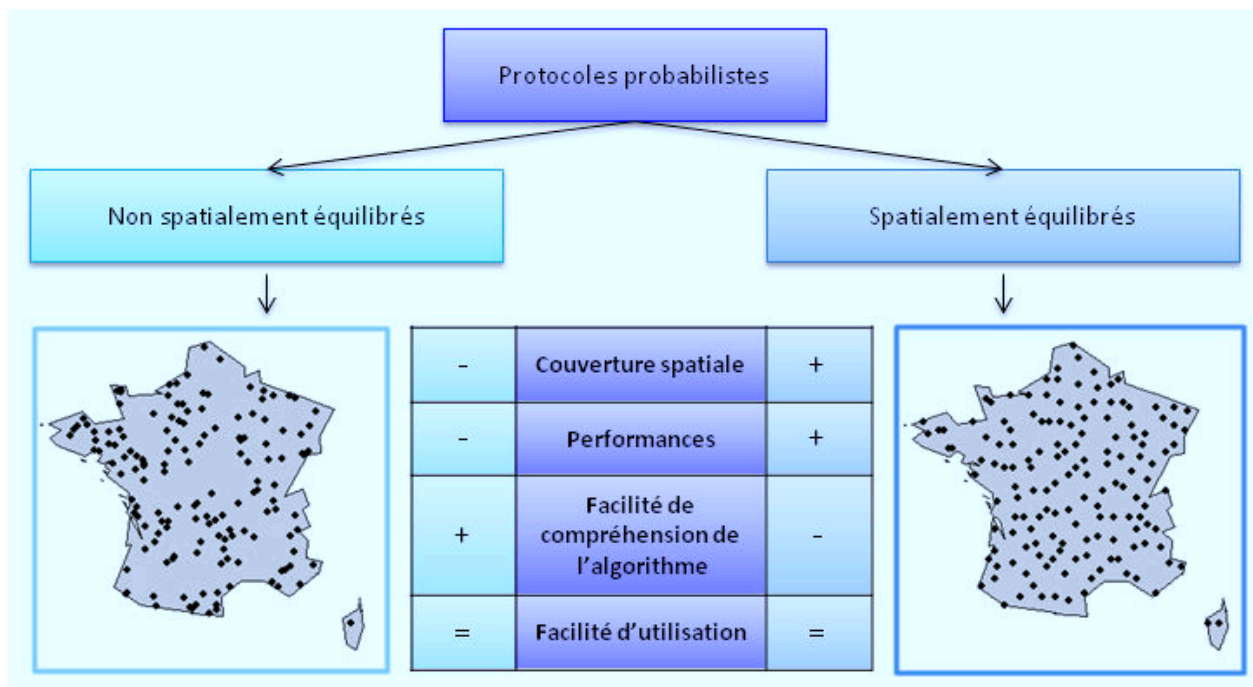 Protocoles probabilistes
Non spatialement équilibrés
Spatialement équilibrés
- Couverture spatiale +
- Performances +
+ Facilité de
compréhension de
l’algorithme -
= Facilité d’utilisation =